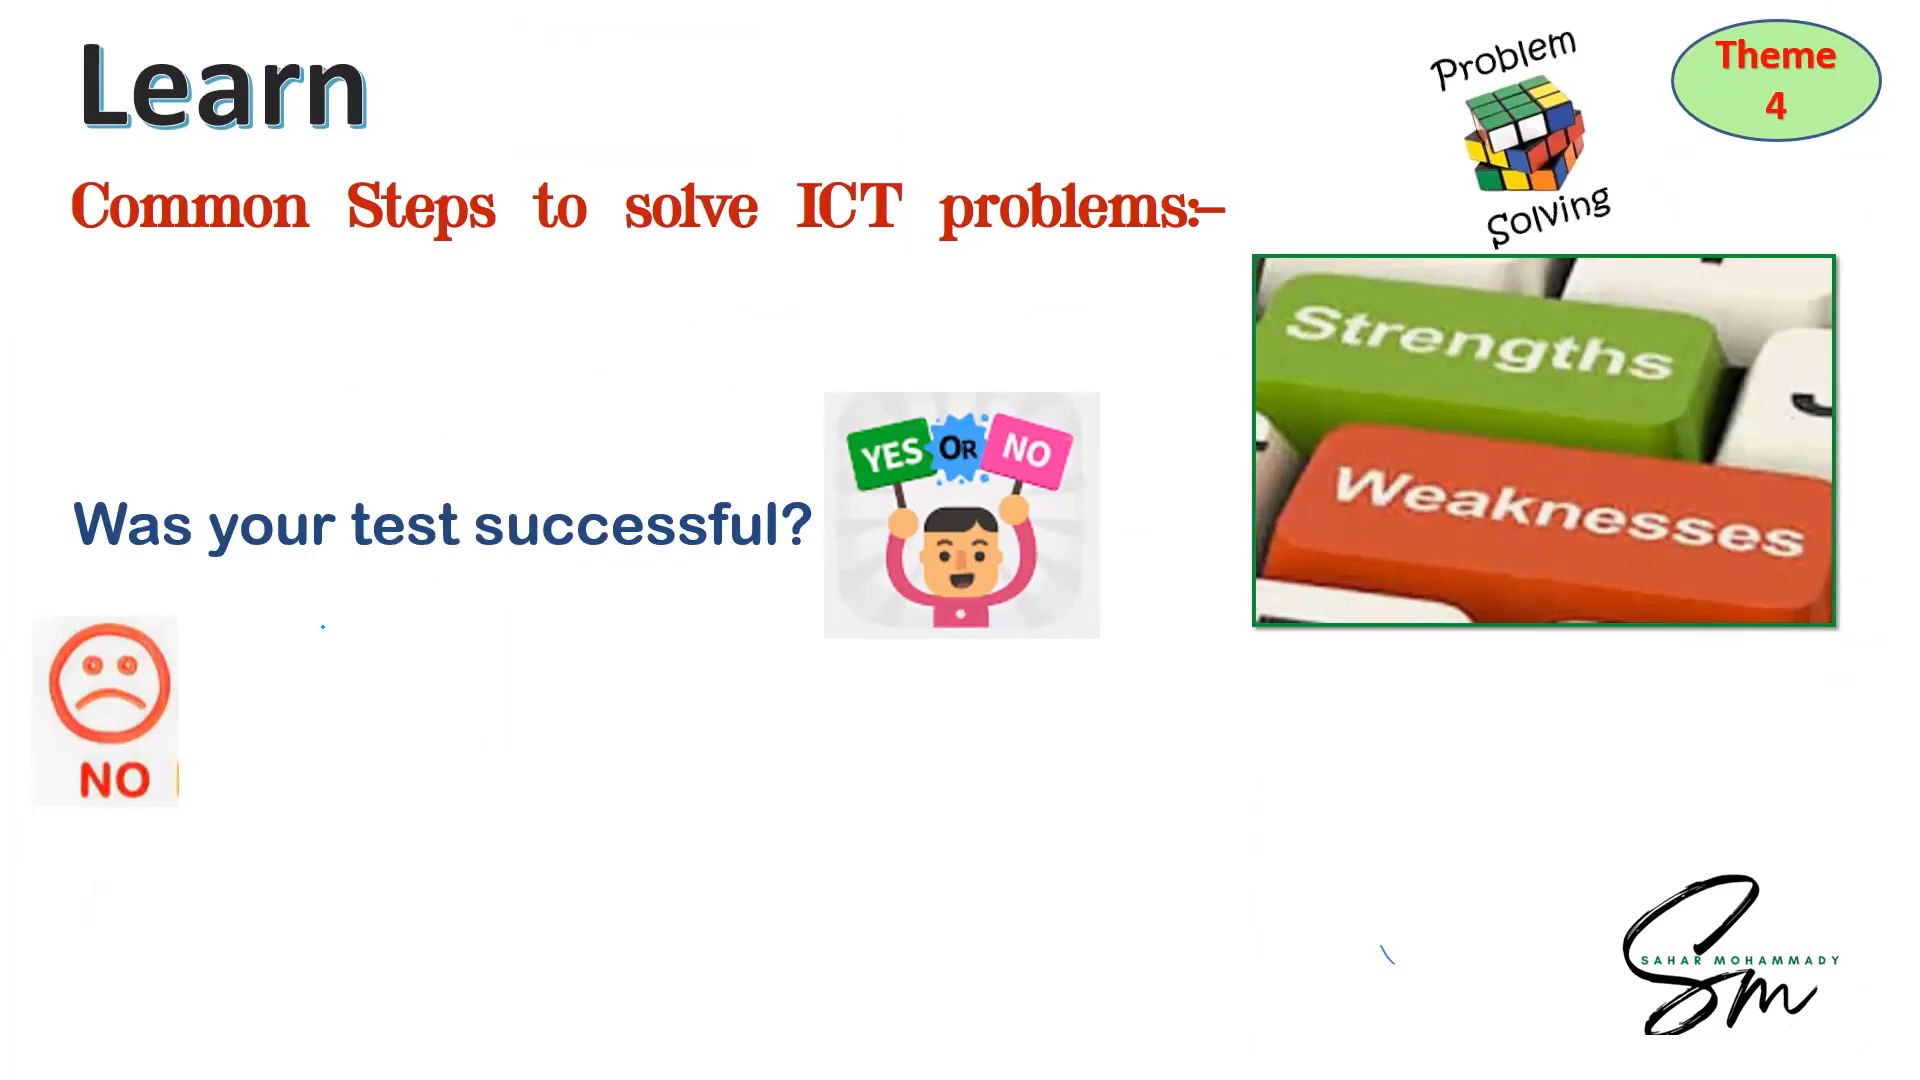 Learn
Problem
Solving
Theme
4
Common Steps to solve ICT problems:-
Strengths
Weaknesses
YES OR NO
Was your test successful?
NO
SAHAR MOHAMMADY
Sm